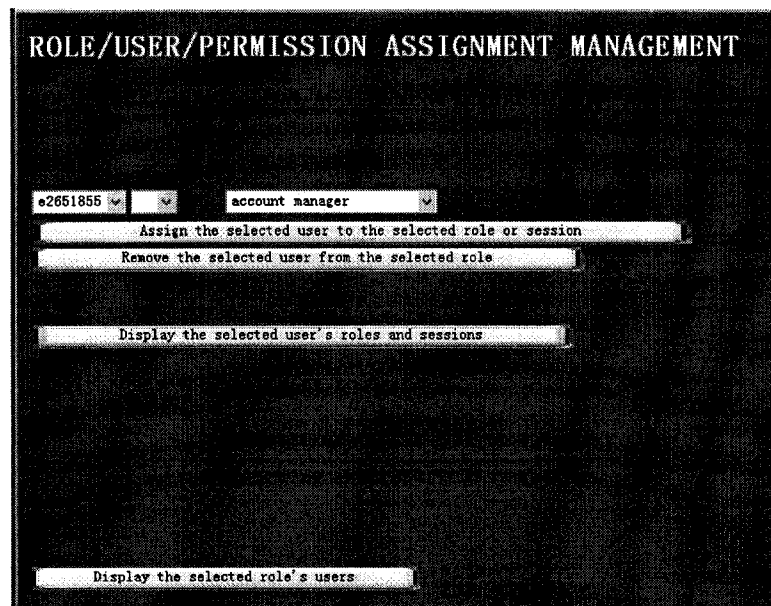 ROLE/USER/PERMISSION ASSIGNMENT MANAGEMENT
e2651855 account manager
Assign the selected user to the selected role or session
Remove the selected user from the selected role
Display the selected user's roles and sessions
Display the selected role's users